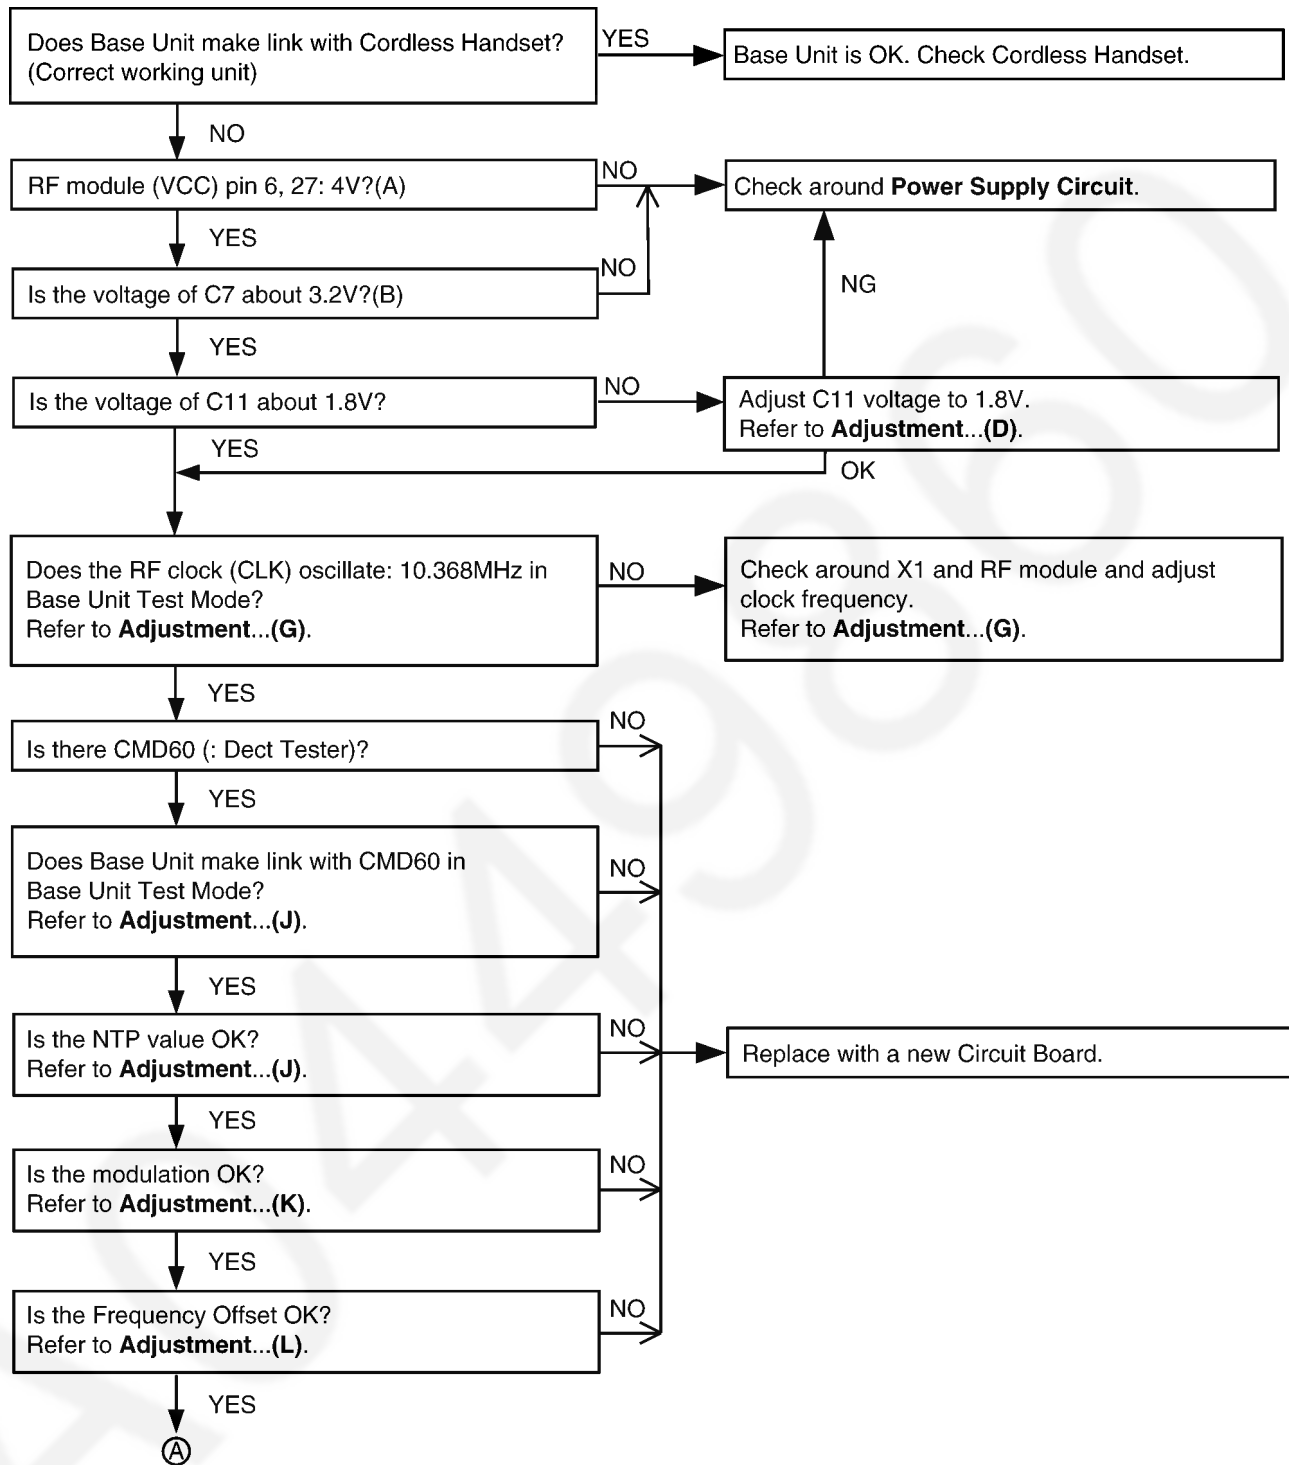 Does Base Unit make link with Cordless Handset?
(Correct working unit)
YES
Base Unit is OK. Check Cordless Handset.
NO
RF module (VCC) pin 6, 27: 4V?(A)
NO
Check around Power Supply Circuit.
YES
Is the voltage of C7 about 3.2V?(B)
NO
NG
YES
Is the voltage of C11 about 1.8V?
NO
Adjust C11 voltage to 1.8V.
Refer to Adjustment...(D).
YES
OK
Does the RF clock (CLK) oscillate: 10.368MHz in
Base Unit Test Mode?
Refer to Adjustment...(G).
NO
Check around X1 and RF module and adjust
clock frequency.
Refer to Adjustment...(G).
YES
Is there CMD60 (: Dect Tester)?
NO
YES
Does Base Unit make link with CMD60 in
Base Unit Test Mode?
Refer to Adjustment...(J).
NO
YES
Is the NTP value OK?
Refer to Adjustment...(J).
NO
Replace with a new Circuit Board.
YES
Is the modulation OK?
Refer to Adjustment...(K).
NO
YES
Is the Frequency Offset OK?
Refer to Adjustment...(L).
NO
YES
A